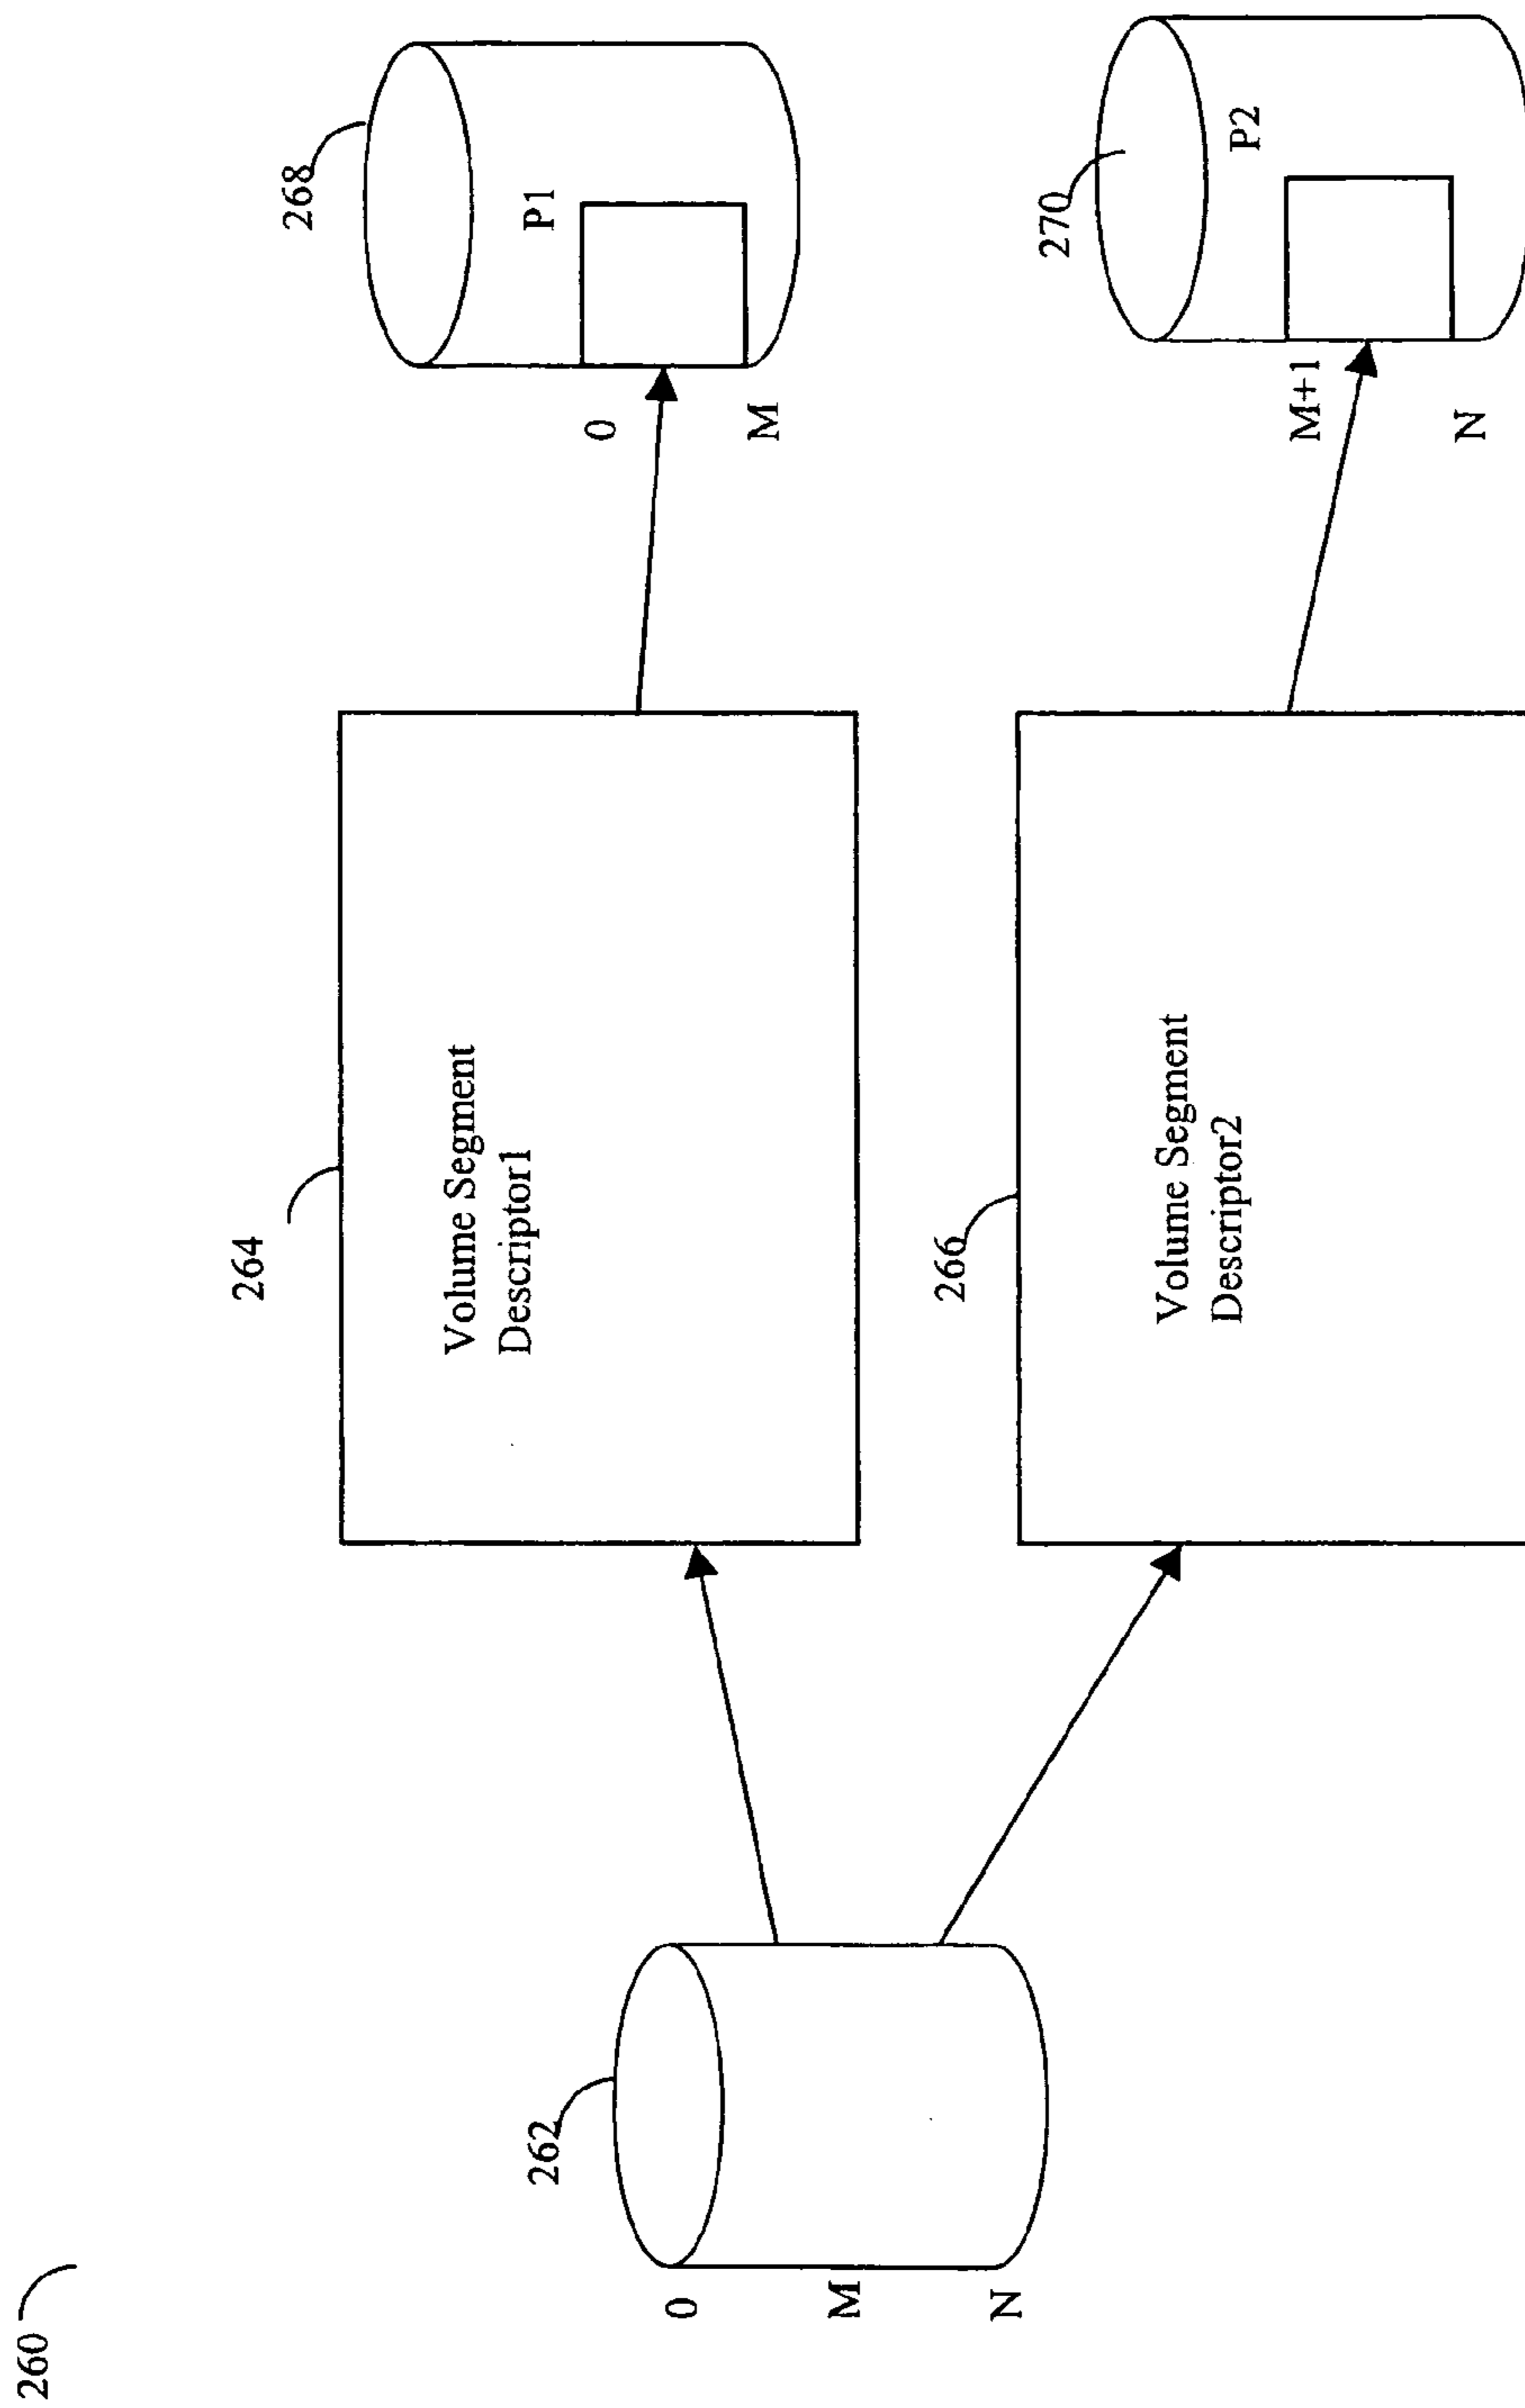 260
262
0
M
N
264
Volume Segment
Descriptor1
266
Volume Segment
Descriptor2
268
P1
0
M
270
P2
M+1
N